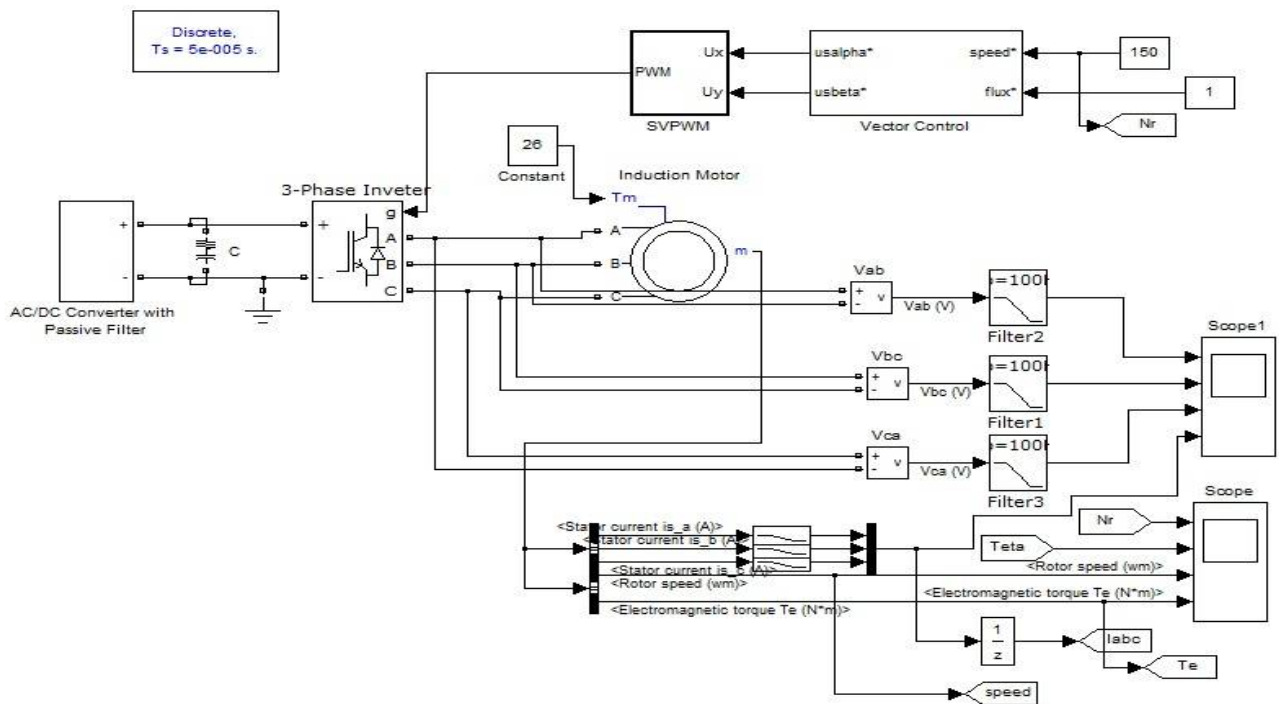 Discrete,
Ts = 5e-005 s.
Ux
Uy
PWM
SVPWM
usalpha*
usbeta*
speed*
flux*
Vector Control
150
1
Nr
26
Constant
Induction Motor
Tm
A
B
C
m
3-Phase Inveter
g
A
B
C
+
-
+
-
C
AC/DC Converter with
Passive Filter
Vab
+
-
v
Vab (V)
Filter2
Vbc
+
-
v
Vbc (V)
Filter1
Vca
+
-
v
Vca (V)
Filter3
Scope1
Scope
Nr
Teta
<Rotor speed (wm)>
<Electromagnetic torque Te (N*m)>
<Stator current is_a (A)>
<Stator current is_b (A)>
<Stator current is_c (A)>
<Rotor speed (wm)>
<Electromagnetic torque Te (N*m)>
1
z
Iabc
Te
speed